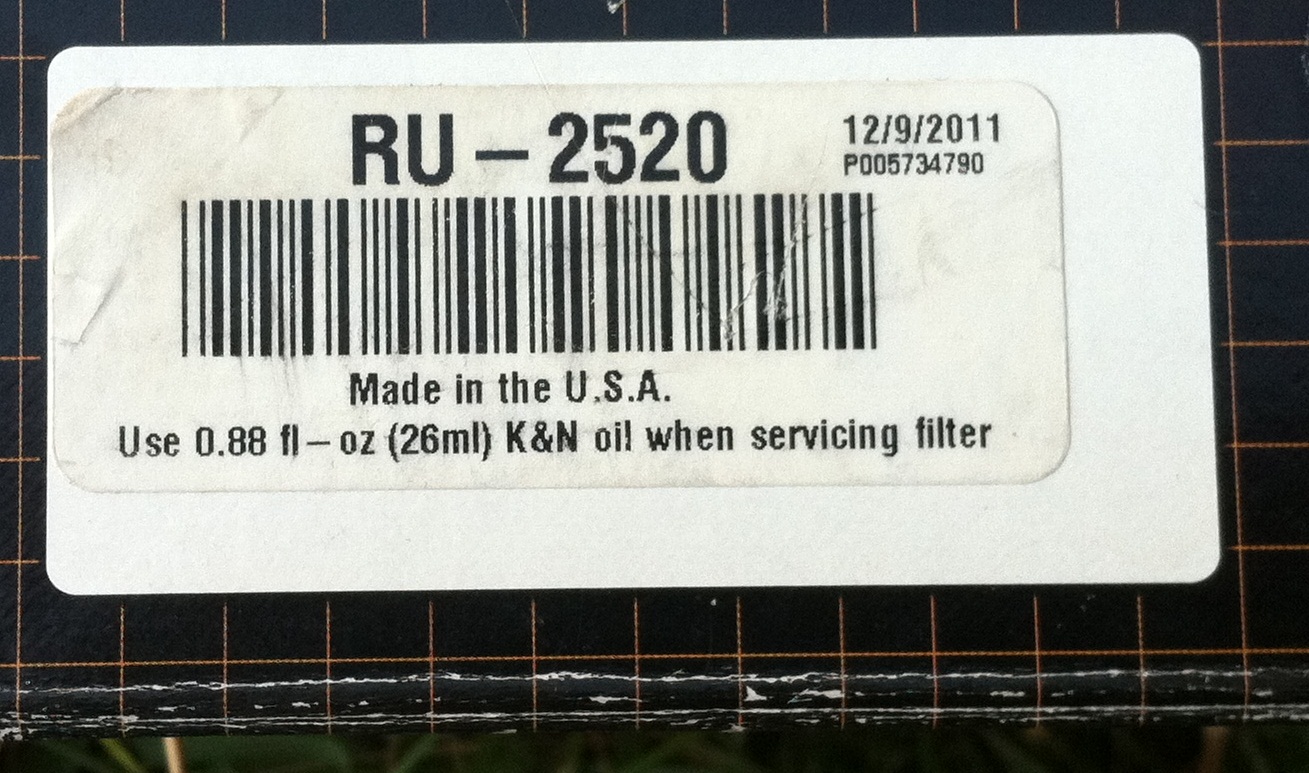 RU – 2520
12/9/2011
P005734790
Made in the U.S.A.
Use 0.88 fl – oz (26ml) K&N oil when servicing filter